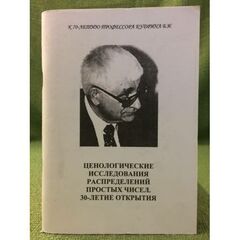 К 70-ЛЕТИЮ ПРОФЕССОРА КУДРИНА Б.И.
ЦЕНОЛОГИЧЕСКИЕ
ИССЛЕДОВАНИЯ
РАСПРЕДЕЛЕНИЙ
ПРОСТЫХ ЧИСЕЛ.
30-ЛЕТИЕ ОТКРЫТИЯ